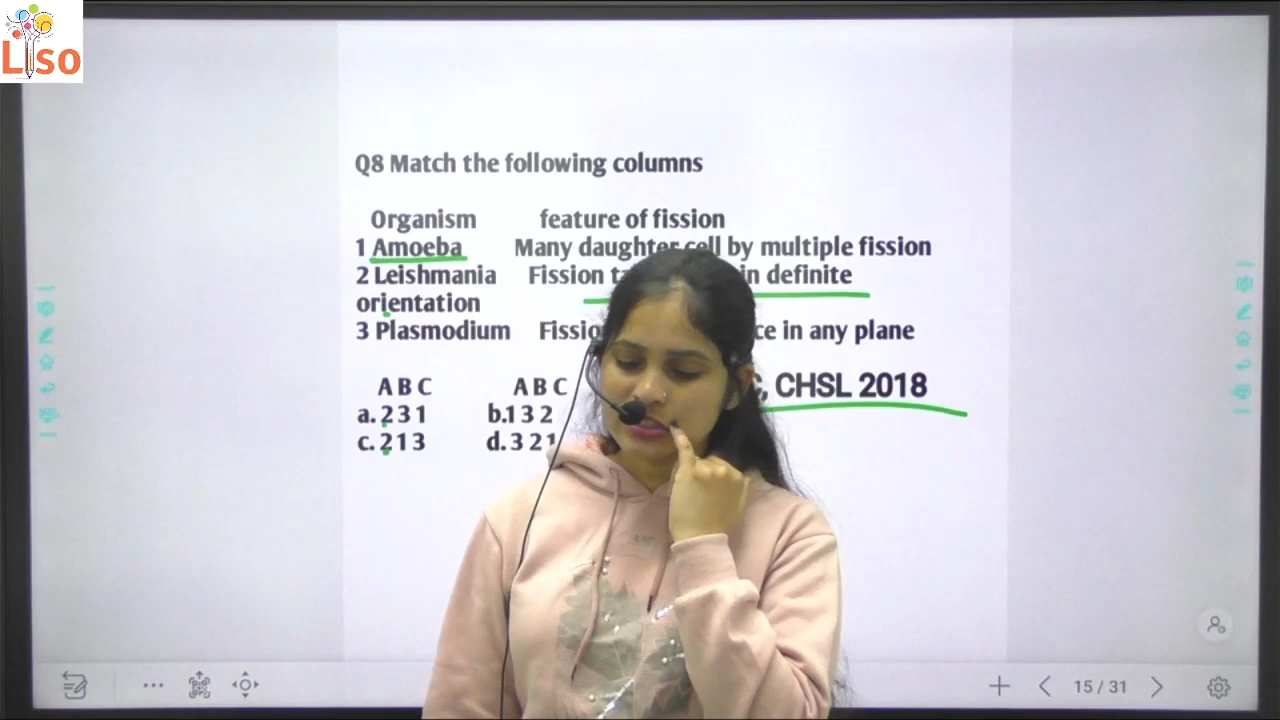 Liso
Q8 Match the following columns
Organism feature of fission
1 Amoeba Many daughter cell by multiple fission
2 Leishmania Fission in definite
orientation
3 Plasmodium in any plane
A B C A B C CHSL 2018
a. 2 3 1 b.1 3 2
c. 2 1 3 d. 3 2 1
15 / 31